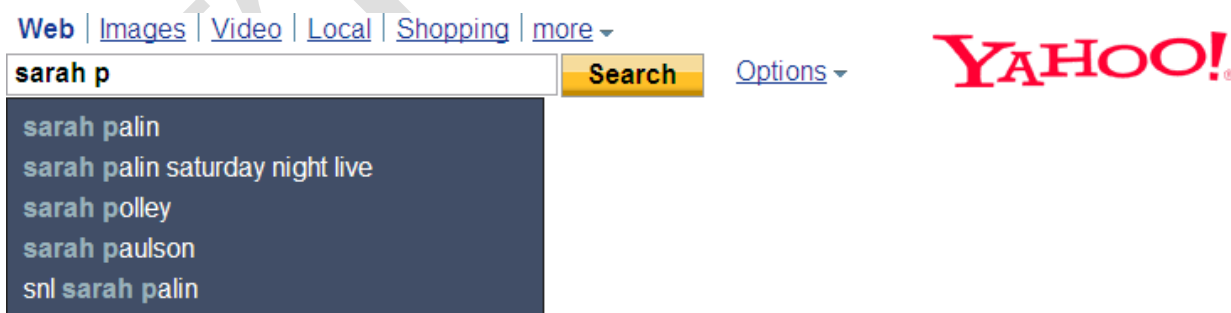 Web | Images | Video | Local | Shopping | more
sarah p Search Options YAHOO!
sarah palin
sarah palin saturday night live
sarah polley
sarah paulson
snl sarah palin